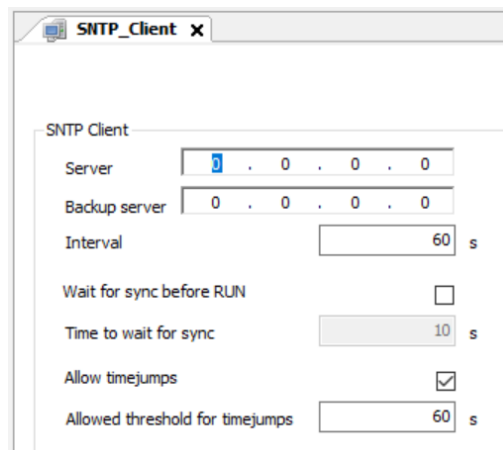 SNTP_Client x
SNTP Client
Server 0 . 0 . 0 . 0
Backup server 0 . 0 . 0 . 0
Interval 60 s
Wait for sync before RUN
Time to wait for sync 10 s
Allow timejumps
Allowed threshold for timejumps 60 s